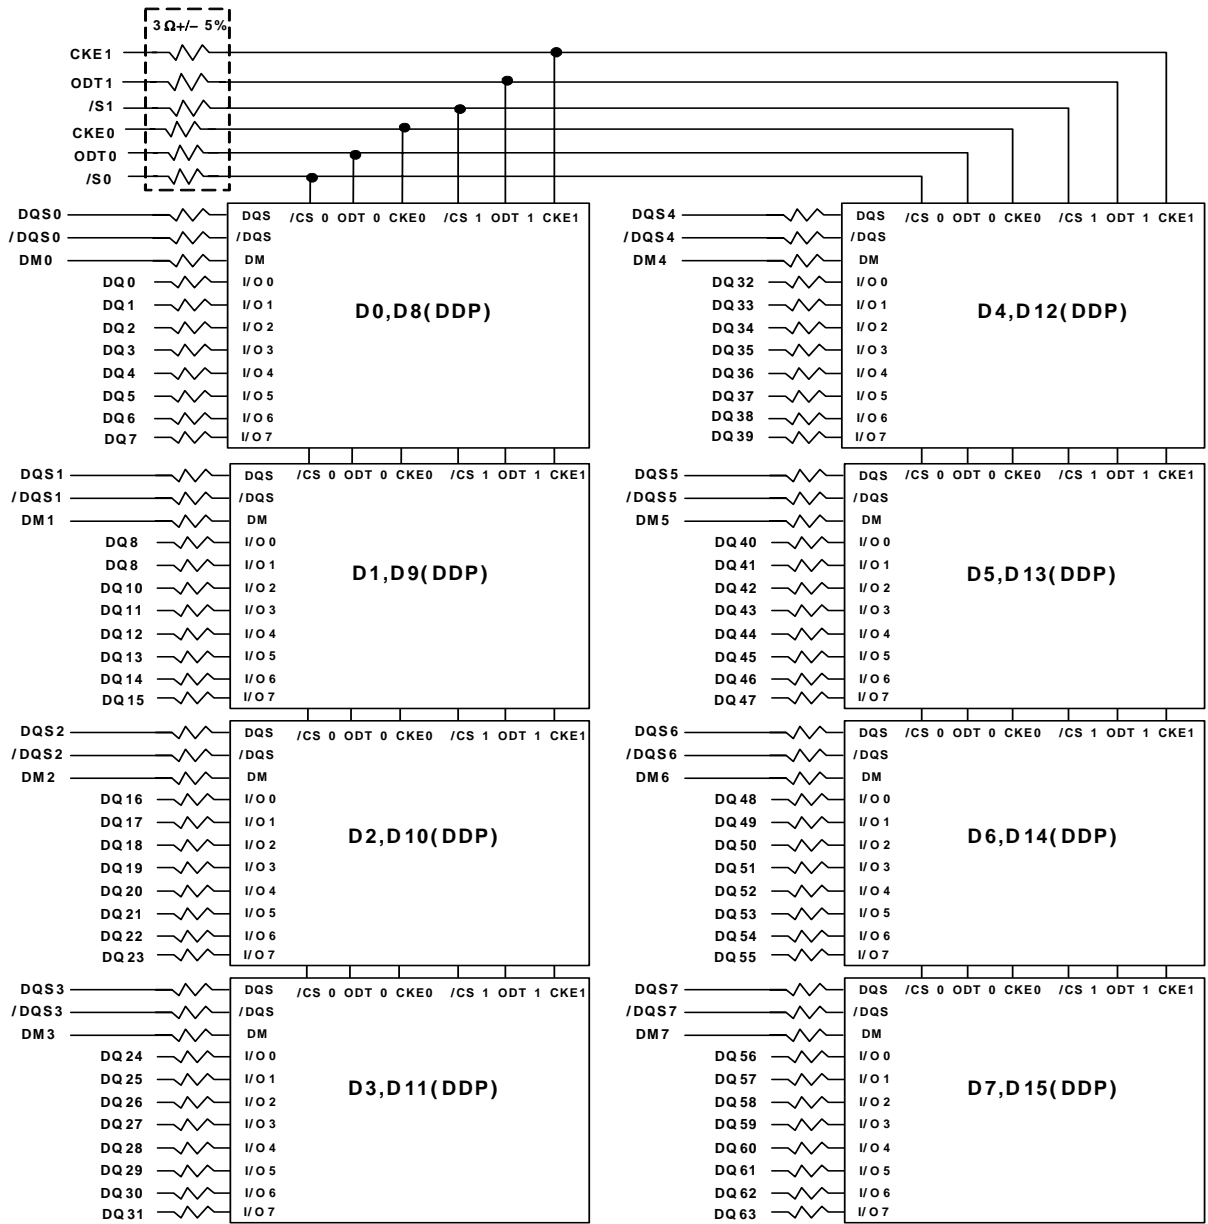 3 Ω+/– 5%
CKE1
ODT1
/S1
CKE0
ODT0
/S0
DQS0
/DQS0
DM0
DQ0
DQ1
DQ2
DQ3
DQ4
DQ5
DQ6
DQ7
DQS /CS 0 ODT 0 CKE0 /CS 1 ODT 1 CKE1
/DQS
DM
I/O 0
I/O 1
I/O 2
I/O 3
I/O 4
I/O 5
I/O 6
I/O 7
D0,D8(DDP)
DQS4
/DQS4
DM4
DQ32
DQ33
DQ34
DQ35
DQ36
DQ37
DQ38
DQ39
DQS /CS 0 ODT 0 CKE0 /CS 1 ODT 1 CKE1
/DQS
DM
I/O 0
I/O 1
I/O 2
I/O 3
I/O 4
I/O 5
I/O 6
I/O 7
D4,D12(DDP)
DQS1
/DQS1
DM1
DQ8
DQ8
DQ10
DQ11
DQ12
DQ13
DQ14
DQ15
DQS /CS 0 ODT 0 CKE0 /CS 1 ODT 1 CKE1
/DQS
DM
I/O 0
I/O 1
I/O 2
I/O 3
I/O 4
I/O 5
I/O 6
I/O 7
D1,D9(DDP)
DQS5
/DQS5
DM5
DQ40
DQ41
DQ42
DQ43
DQ44
DQ45
DQ46
DQ47
DQS /CS 0 ODT 0 CKE0 /CS 1 ODT 1 CKE1
/DQS
DM
I/O 0
I/O 1
I/O 2
I/O 3
I/O 4
I/O 5
I/O 6
I/O 7
D5,D13(DDP)
DQS2
/DQS2
DM2
DQ16
DQ17
DQ18
DQ19
DQ20
DQ21
DQ22
DQ23
DQS /CS 0 ODT 0 CKE0 /CS 1 ODT 1 CKE1
/DQS
DM
I/O 0
I/O 1
I/O 2
I/O 3
I/O 4
I/O 5
I/O 6
I/O 7
D2,D10(DDP)
DQS6
/DQS6
DM6
DQ48
DQ49
DQ50
DQ51
DQ52
DQ53
DQ54
DQ55
DQS /CS 0 ODT 0 CKE0 /CS 1 ODT 1 CKE1
/DQS
DM
I/O 0
I/O 1
I/O 2
I/O 3
I/O 4
I/O 5
I/O 6
I/O 7
D6,D14(DDP)
DQS3
/DQS3
DM3
DQ24
DQ25
DQ26
DQ27
DQ28
DQ29
DQ30
DQ31
DQS /CS 0 ODT 0 CKE0 /CS 1 ODT 1 CKE1
/DQS
DM
I/O 0
I/O 1
I/O 2
I/O 3
I/O 4
I/O 5
I/O 6
I/O 7
D3,D11(DDP)
DQS7
/DQS7
DM7
DQ56
DQ57
DQ58
DQ59
DQ60
DQ61
DQ62
DQ63
DQS /CS 0 ODT 0 CKE0 /CS 1 ODT 1 CKE1
/DQS
DM
I/O 0
I/O 1
I/O 2
I/O 3
I/O 4
I/O 5
I/O 6
I/O 7
D7,D15(DDP)